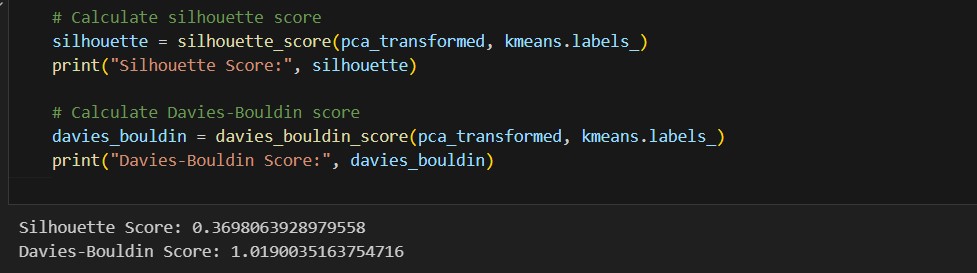 # Calculate silhouette score
silhouette = silhouette_score(pca_transformed, kmeans.labels_)
print("Silhouette Score:", silhouette)
# Calculate Davies-Bouldin score
davies_bouldin = davies_bouldin_score(pca_transformed, kmeans.labels_)
print("Davies-Bouldin Score:", davies_bouldin)
Silhouette Score: 0.3698063928979558
Davies-Bouldin Score: 1.0190035163754716